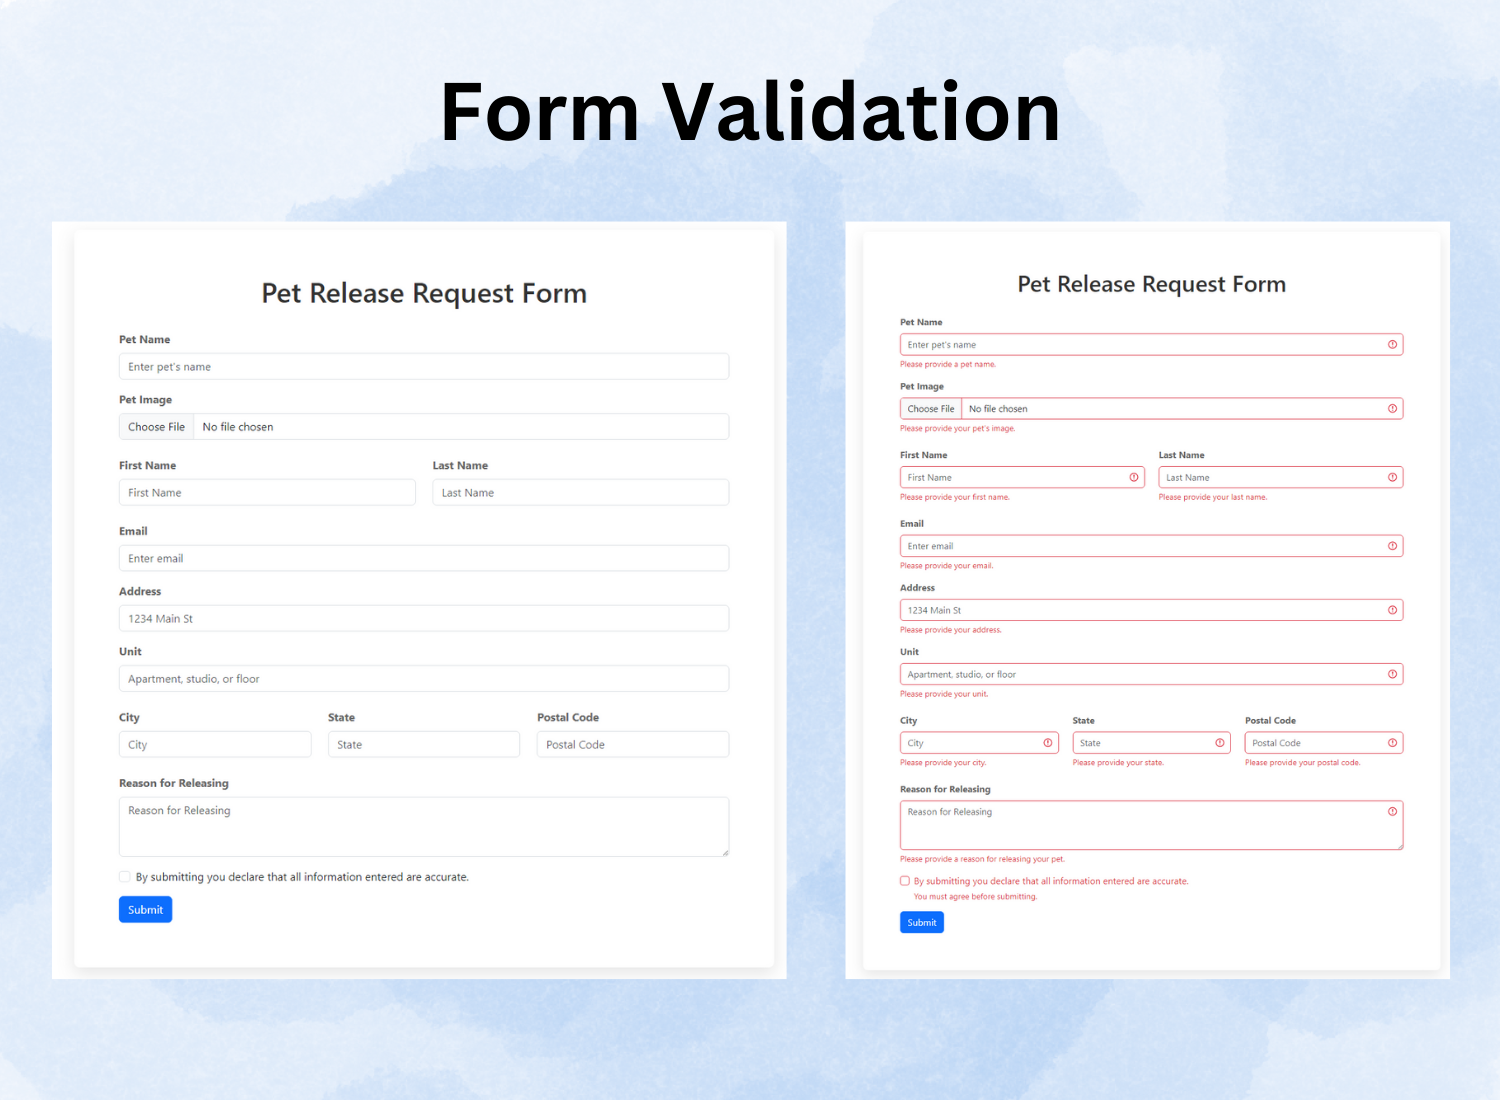 Form Validation
Pet Release Request Form
Pet Name
Enter pet's name
Pet Image
Choose File No file chosen
First Name Last Name
First Name Last Name
Email
Enter email
Address
1234 Main St
Unit
Apartment, studio, or floor
City State Postal Code
City State Postal Code
Reason for Releasing
Reason for Releasing
By submitting you declare that all information entered are accurate.
Submit
Pet Release Request Form
Pet Name
Enter pet's name
Please provide a pet name.
Pet Image
Choose File No file chosen
Please provide your pet's image.
First Name Last Name
First Name Last Name
Please provide your first name. Please provide your last name.
Email
Enter email
Please provide your email.
Address
1234 Main St
Please provide your address.
Unit
Apartment, studio, or floor
Please provide your unit.
City State Postal Code
City State Postal Code
Please provide your city. Please provide your state. Please provide your postal code.
Reason for Releasing
Reason for Releasing
Please provide a reason for releasing your pet.
By submitting you declare that all information entered are accurate.
You must agree before submitting.
Submit